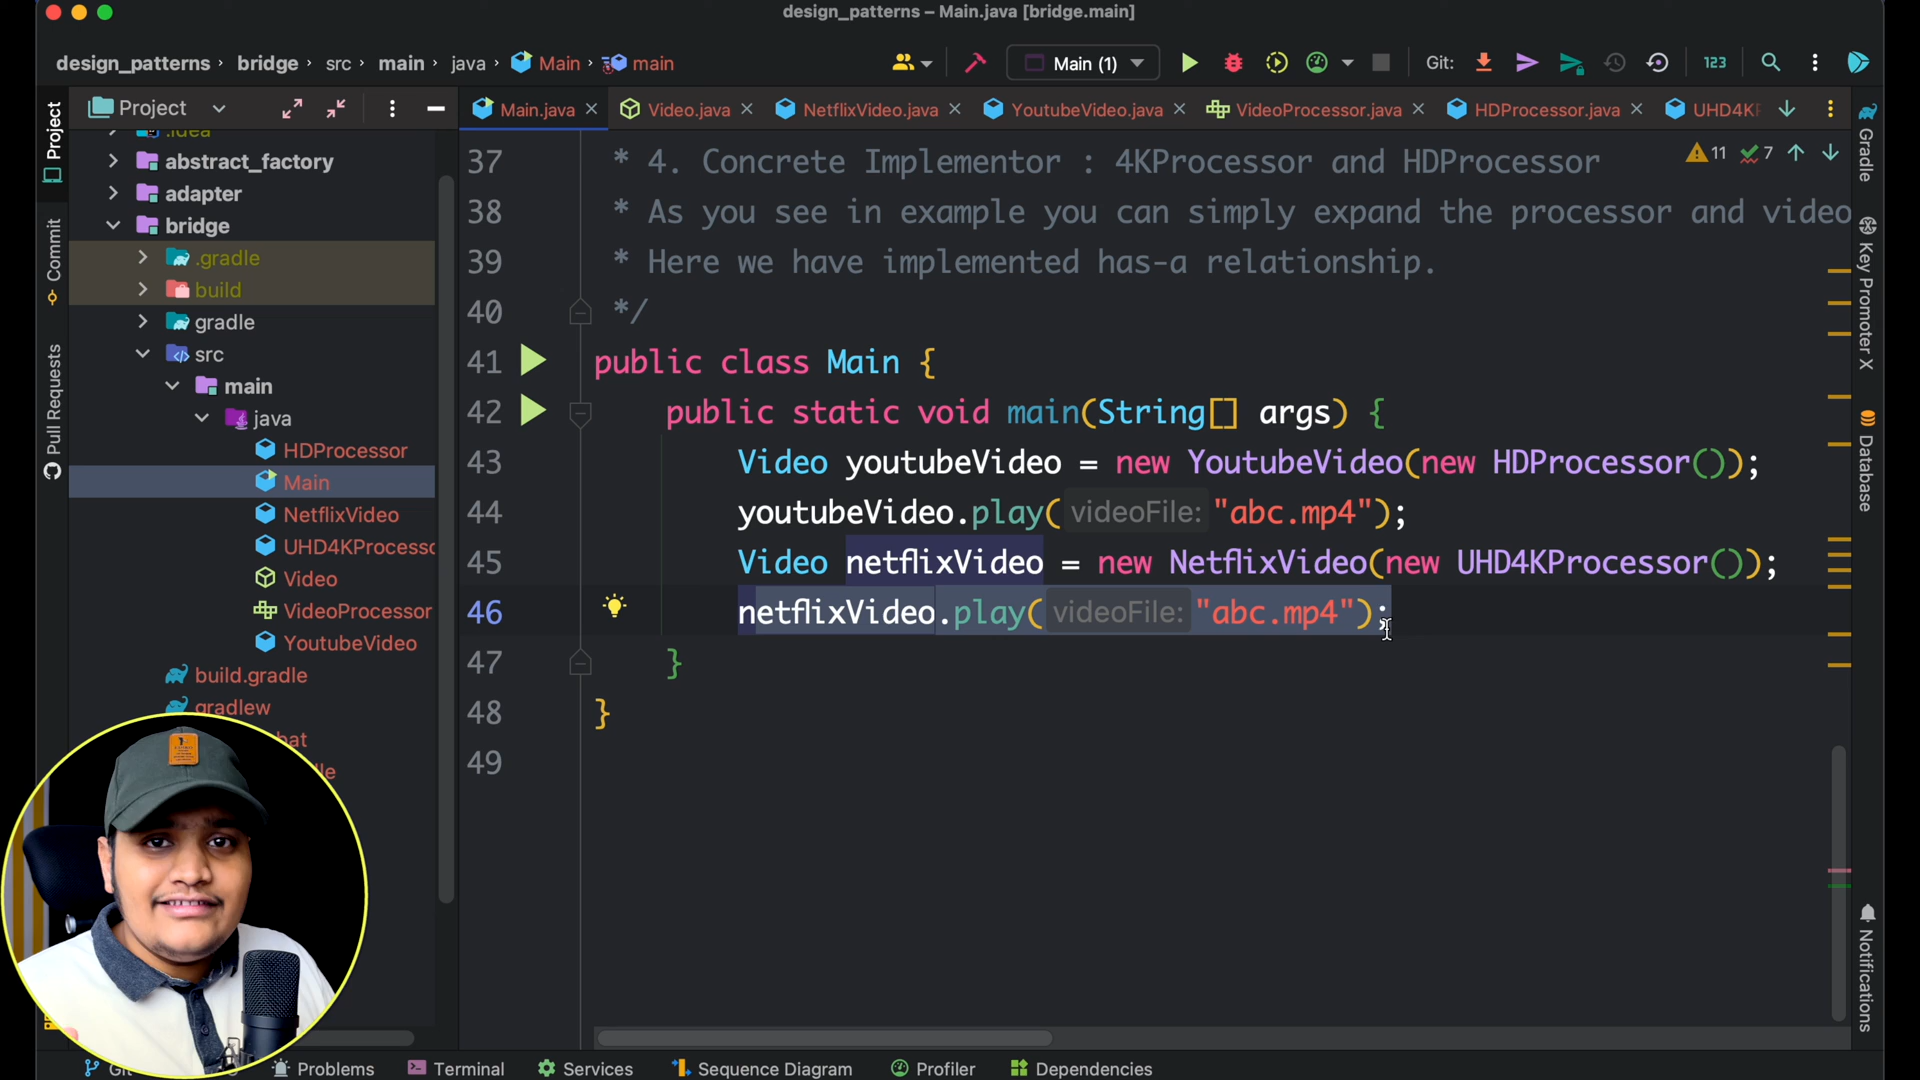 design_patterns – Main.java [bridge.main]
design_patterns › bridge › src › main › java › Main › main
Main (1)
Git:
123
Project
Main.java
Video.java
NetflixVideo.java
YoutubeVideo.java
VideoProcessor.java
HDProcessor.java
UHD4K
.idea
abstract_factory
adapter
bridge
.gradle
build
gradle
src
main
java
HDProcessor
Main
NetflixVideo
UHD4KProcesso
Video
VideoProcessor
YoutubeVideo
build.gradle
gradlew
Project
Commit
Pull Requests
11
7
37 * 4. Concrete Implementor : 4KProcessor and HDProcessor
38 * As you see in example you can simply expand the processor and video
39 * Here we have implemented has-a relationship.
40 */
41 public class Main {
42 public static void main(String[] args) {
43 Video youtubeVideo = new YoutubeVideo(new HDProcessor());
44 youtubeVideo.play( videoFile: "abc.mp4");
45 Video netflixVideo = new NetflixVideo(new UHD4KProcessor());
46 netflixVideo.play( videoFile: "abc.mp4");
47 }
48 }
49
Gradle
Key Promoter X
Database
Notifications
Git
Problems
Terminal
Services
Sequence Diagram
Profiler
Dependencies